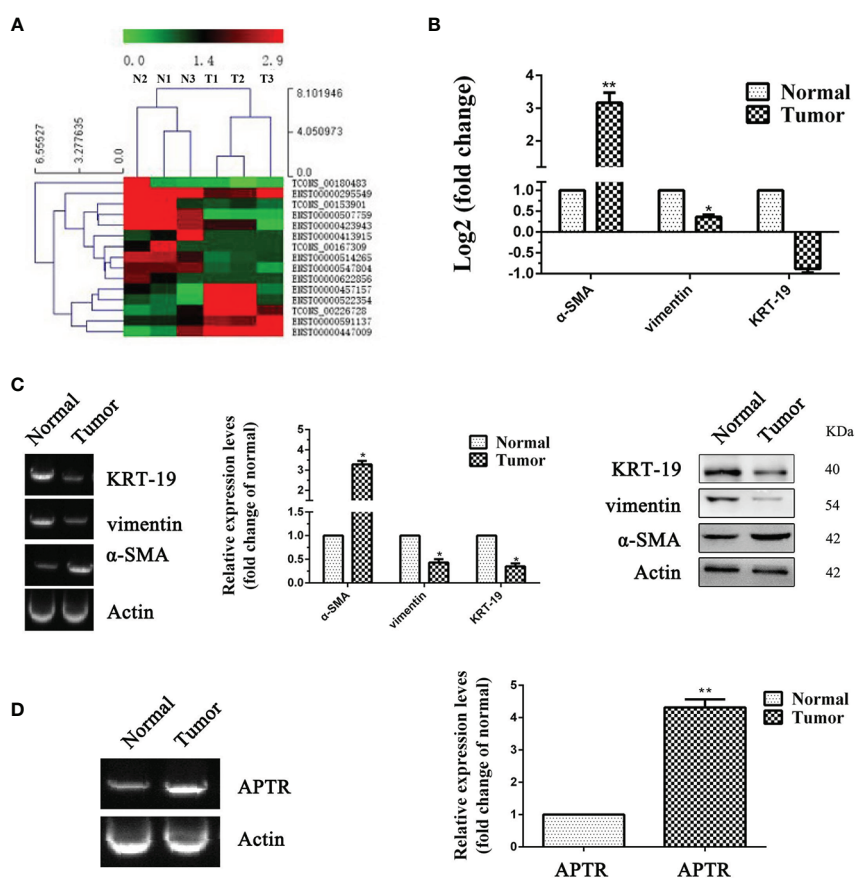 A
0.0 1.4 2.9
N2 N1 N3 T1 T2 T3
8.101946
4.050973
0.0
6.55527
3.277635
0.0
TCONS_00180483
ENST00000295549
TCONS_00153901
ENST00000507759
ENST00000423943
ENST00000413915
TCONS_00167309
ENST00000514265
ENST00000547804
ENST00000622856
ENST00000457157
ENST00000522354
TCONS_00226728
ENST00000591137
ENST00000447009
B
Log2 (fold change)
5
4
3
2
1.0
0.5
0.0
-0.5
-1.0
**
*
Normal
Tumor
α-SMA
vimentin
KRT-19
C
Normal
Tumor
KRT-19
vimentin
α-SMA
Actin
Relative expression leves
(fold change of normal)
5
4
3
2
1.0
0.5
0.0
*
*
*
Normal
Tumor
α-SMA
vimentin
KRT-19
Normal
Tumor
KDa
KRT-19 40
vimentin 54
α-SMA 42
Actin 42
D
Normal
Tumor
APTR
Actin
Relative expression leves
(fold change of normal)
5
4
3
2
1
0
**
Normal
Tumor
APTR
APTR